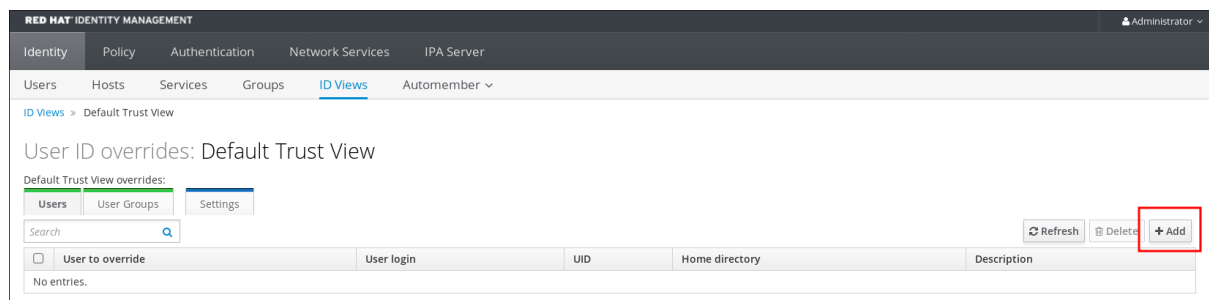 RED HAT IDENTITY MANAGEMENT Administrator
Identity Policy Authentication Network Services IPA Server
Users Hosts Services Groups ID Views Automember
ID Views » Default Trust View
User ID overrides: Default Trust View
Default Trust View overrides:
Users User Groups Settings
Search Refresh Delete + Add
User to override User login UID Home directory Description
No entries.